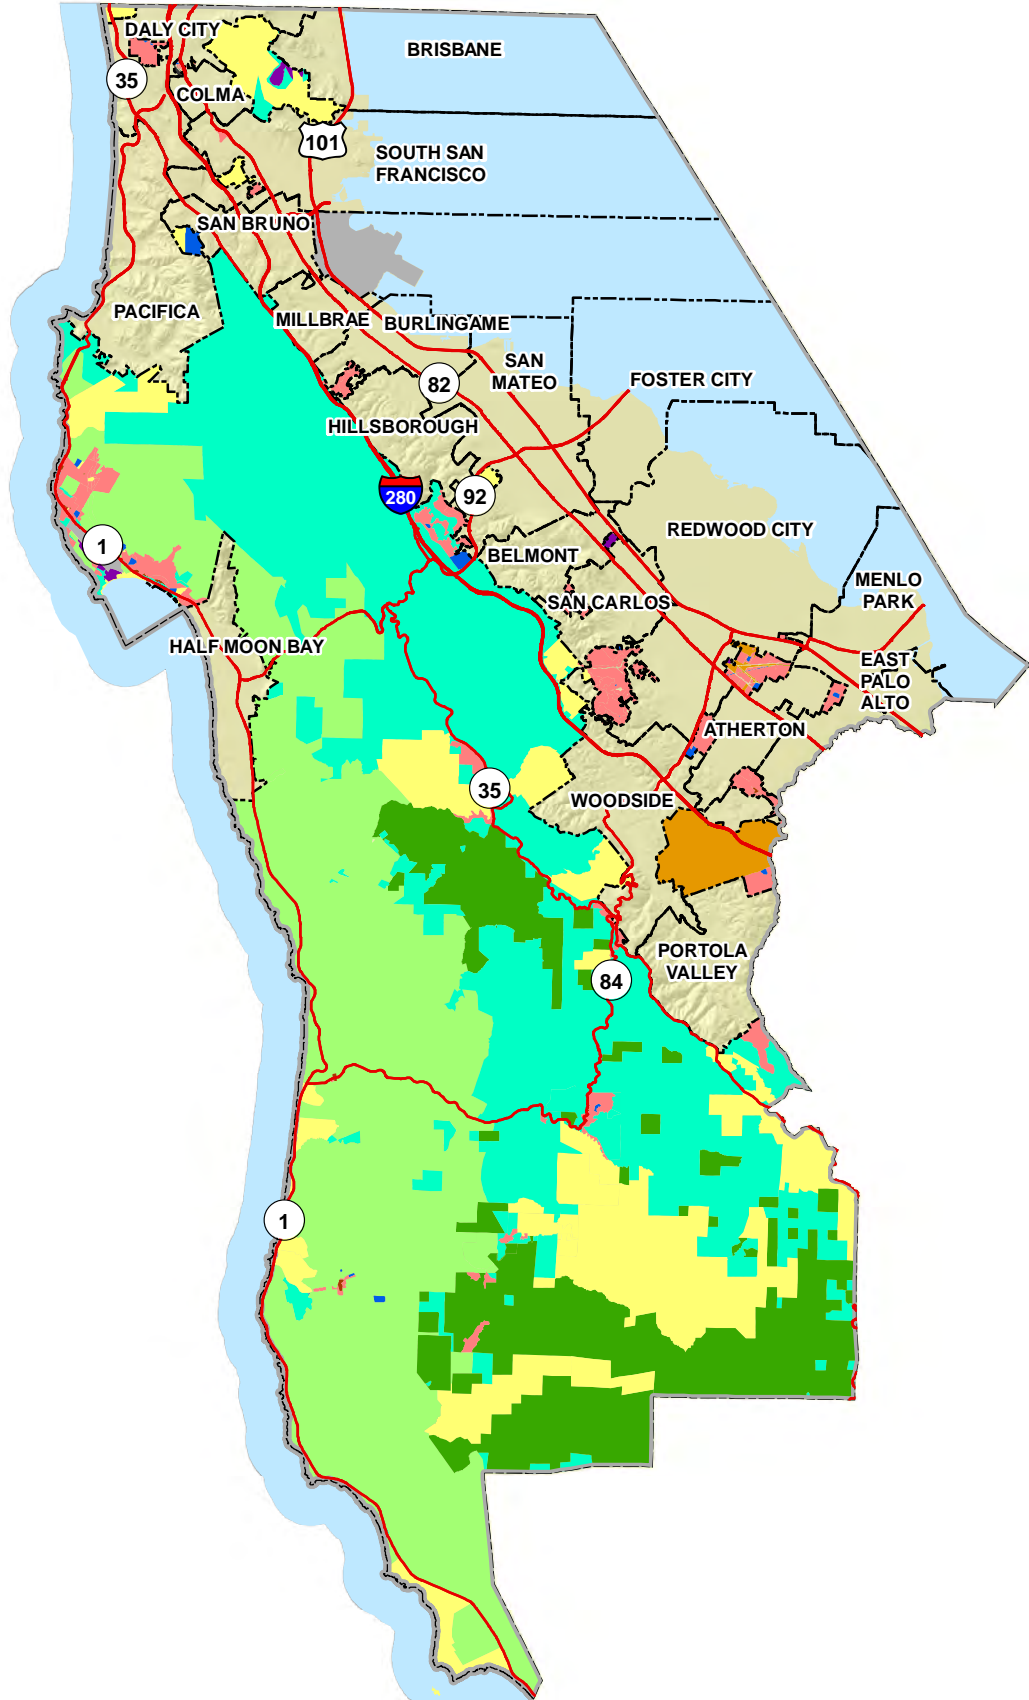 DALY CITY
BRISBANE
35
COLMA
101
SOUTH SAN
FRANCISCO
SAN BRUNO
PACIFICA
MILLBRAE
BURLINGAME
SAN
MATEO
82
FOSTER CITY
HILLSBOROUGH
280
92
REDWOOD CITY
1
BELMONT
MENLO
PARK
SAN CARLOS
HALF MOON BAY
EAST
PALO
ALTO
ATHERTON
35
WOODSIDE
PORTOLA
VALLEY
84
1